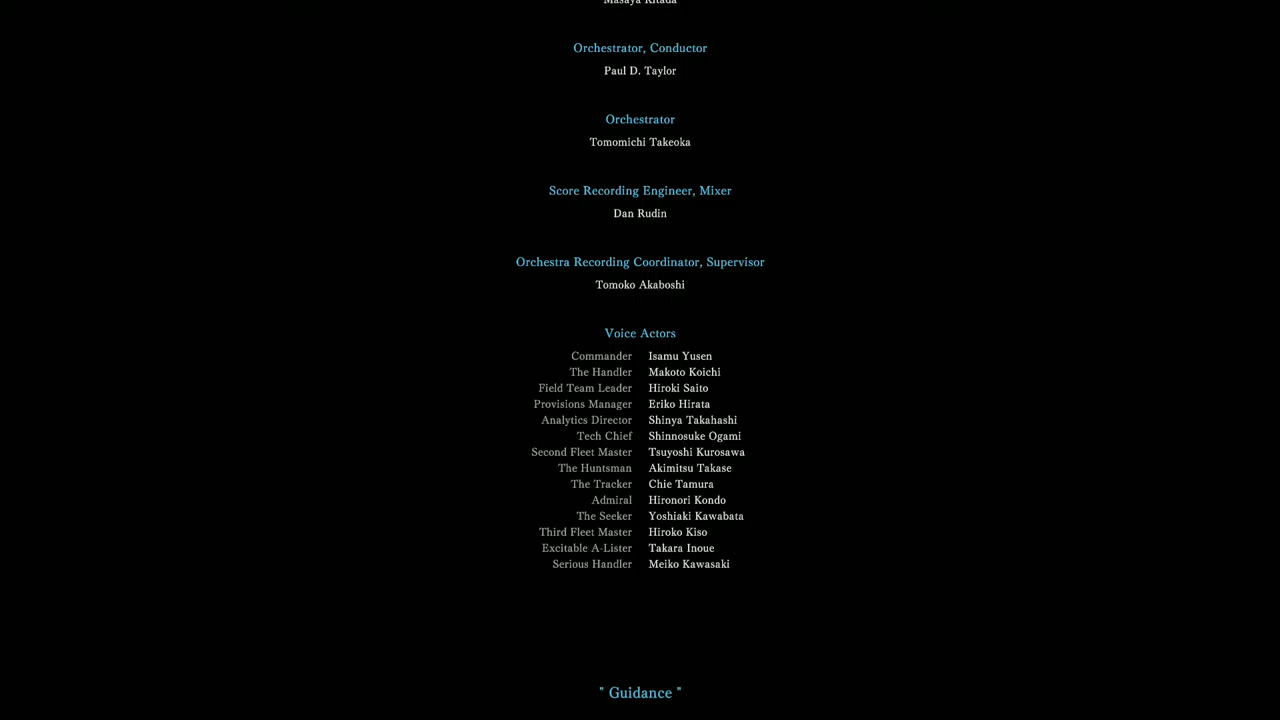 Masaya Kitada
Orchestrator, Conductor
Paul D. Taylor
Orchestrator
Tomomichi Takeoka
Score Recording Engineer, Mixer
Dan Rudin
Orchestra Recording Coordinator, Supervisor
Tomoko Akaboshi
Voice Actors
Commander Isamu Yusen
The Handler Makoto Koichi
Field Team Leader Hiroki Saito
Provisions Manager Eriko Hirata
Analytics Director Shinya Takahashi
Tech Chief Shinnosuke Ogami
Second Fleet Master Tsuyoshi Kurosawa
The Huntsman Akimitsu Takase
The Tracker Chie Tamura
Admiral Hironori Kondo
The Seeker Yoshiaki Kawabata
Third Fleet Master Hiroko Kiso
Excitable A-Lister Takara Inoue
Serious Handler Meiko Kawasaki
" Guidance "